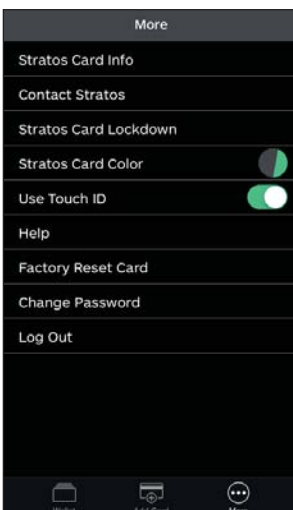 More
Stratos Card Info
Contact Stratos
Stratos Card Lockdown
Stratos Card Color
Use Touch ID
Help
Factory Reset Card
Change Password
Log Out